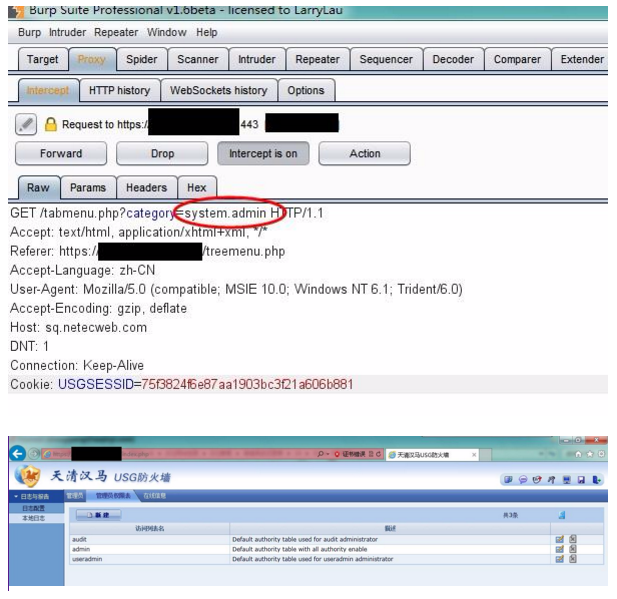 Burp Suite Professional v1.6beta - licensed to LarryLau
Burp Intruder Repeater Window Help
Target Proxy Spider Scanner Intruder Repeater Sequencer Decoder Comparer Extender
Intercept HTTP history WebSockets history Options
Request to https:/ 443
Forward Drop Intercept is on Action
Raw Params Headers Hex
GET /tabmenu.php?category=system.admin HTTP/1.1
Accept: text/html, application/xhtml+xml, */*
Referer: https:/ /treemenu.php
Accept-Language: zh-CN
User-Agent: Mozilla/5.0 (compatible; MSIE 10.0; Windows NT 6.1; Trident/6.0)
Accept-Encoding: gzip, deflate
Host: sq.netecweb.com
DNT: 1
Connection: Keep-Alive
Cookie: USGSESSID=75f3824f6e87aa1903bc3f21a606b881
证书错误 天清汉马USG防火墙
天清汉马 USG防火墙
日志与报告 管理员 管理员权限表 在线信息
日志配置
本地日志
新建 共3条
访问列表名 描述
audit Default authority table used for audit administrator
admin Default authority table with all authority enable
useradmin Default authority table used for useradmin administrator